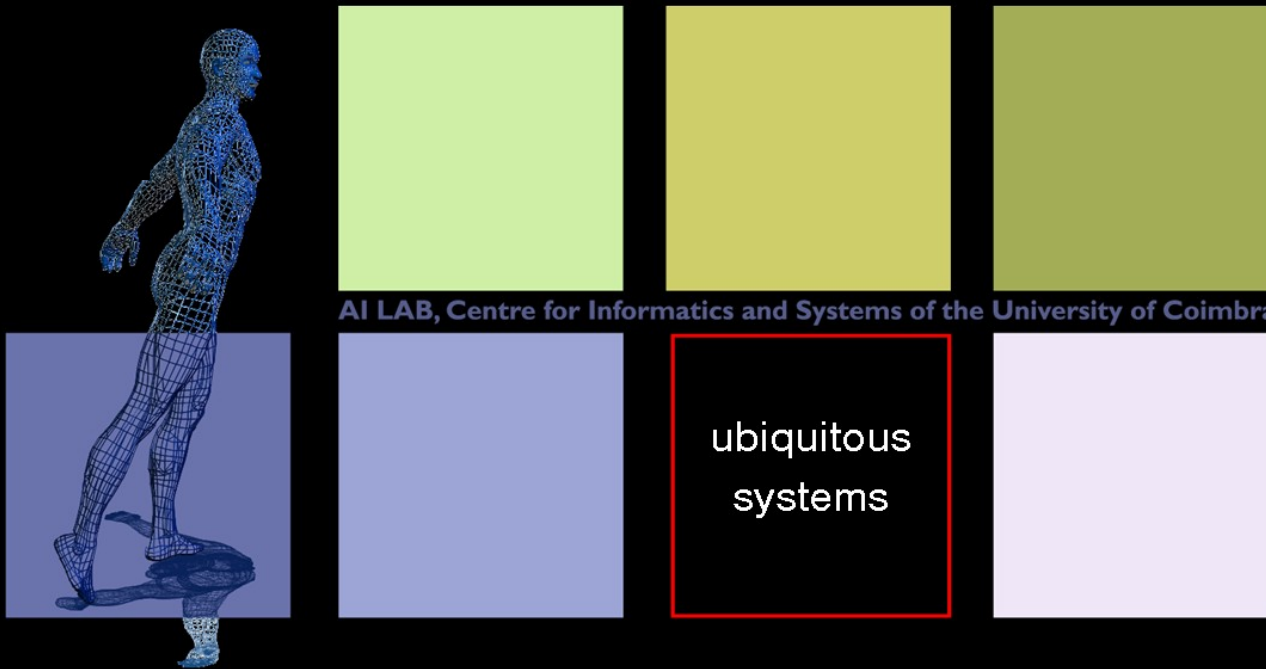 AI LAB, Centre for Informatics and Systems of the University of Coimbra
ubiquitous
systems